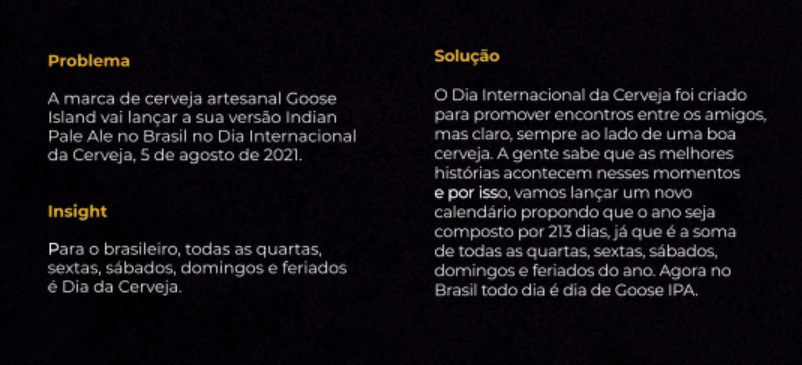 Problema
A marca de cerveja artesanal Goose
Island vai lançar a sua versão Indian
Pale Ale no Brasil no Dia Internacional
da Cerveja, 5 de agosto de 2021.
Insight
Para o brasileiro, todas as quartas,
sextas, sábados, domingos e feriados
é Dia da Cerveja.
Solução
O Dia Internacional da Cerveja foi criado
para promover encontros entre os amigos,
mas claro, sempre ao lado de uma boa
cerveja. A gente sabe que as melhores
histórias acontecem nesses momentos
e por isso, vamos lançar um novo
calendário propondo que o ano seja
composto por 213 dias, já que é a soma
de todas as quartas, sextas, sábados,
domingos e feriados do ano. Agora no
Brasil todo dia é dia de Goose IPA.